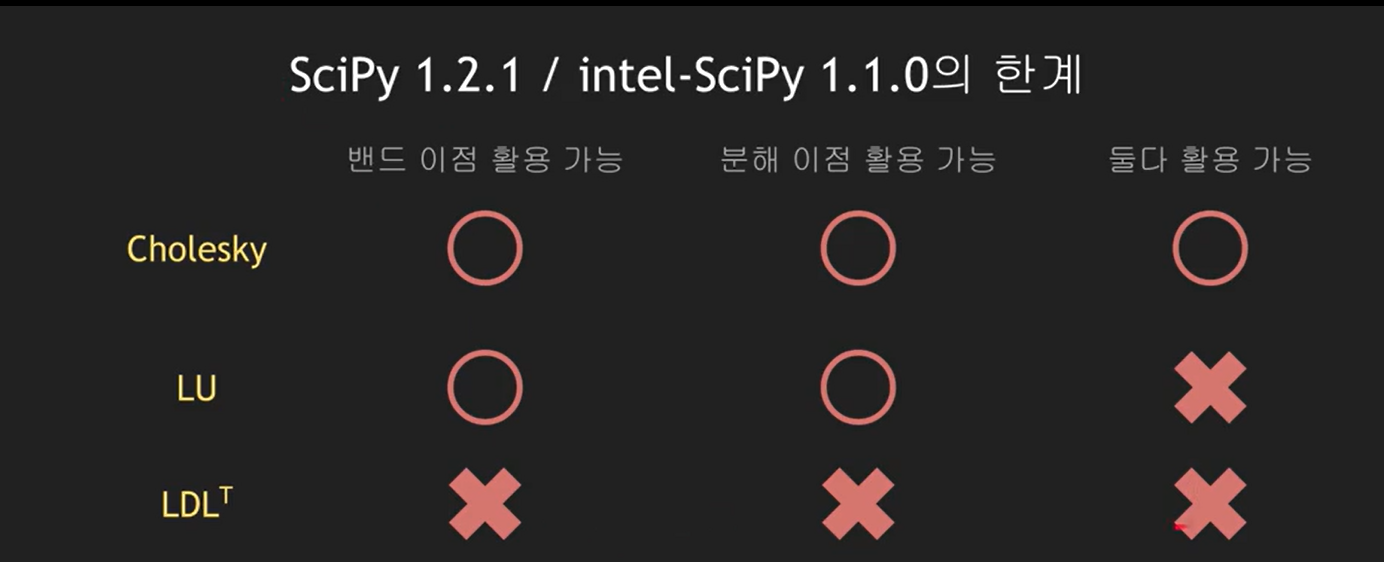 SciPy 1.2.1 / intel-SciPy 1.1.0의 한계
밴드 이점 활용 가능 분해 이점 활용 가능 둘다 활용 가능
Cholesky
LU
LDLᵀ